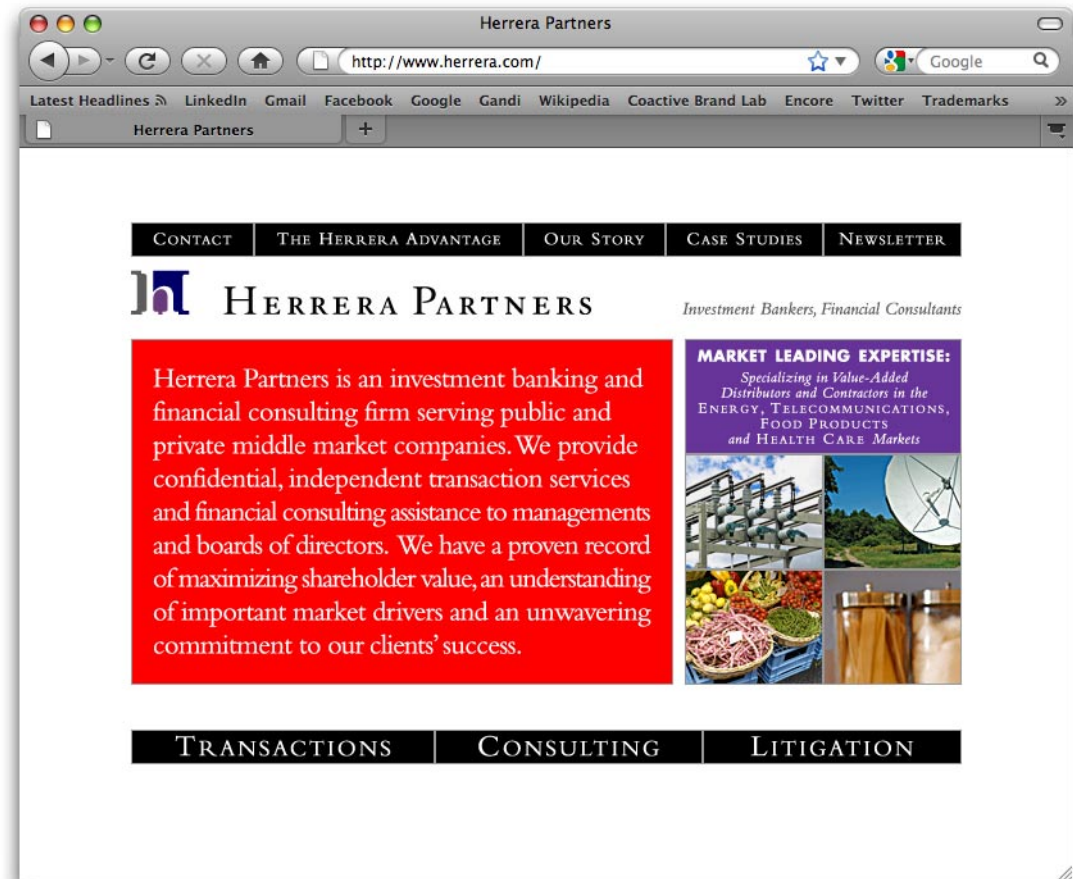 Herrera Partners
http://www.herrera.com/
Google
Latest Headlines LinkedIn Gmail Facebook Google Gandi Wikipedia Coactive Brand Lab Encore Twitter Trademarks »
Herrera Partners +
CONTACT THE HERRERA ADVANTAGE OUR STORY CASE STUDIES NEWSLETTER
h HERRERA PARTNERS Investment Bankers, Financial Consultants
Herrera Partners is an investment banking and
financial consulting firm serving public and
private middle market companies. We provide
confidential, independent transaction services
and financial consulting assistance to managements
and boards of directors. We have a proven record
of maximizing shareholder value, an understanding
of important market drivers and an unwavering
commitment to our clients' success.
MARKET LEADING EXPERTISE:
Specializing in Value-Added
Distributors and Contractors in the
ENERGY, TELECOMMUNICATIONS,
FOOD PRODUCTS
and HEALTH CARE Markets
TRANSACTIONS CONSULTING LITIGATION